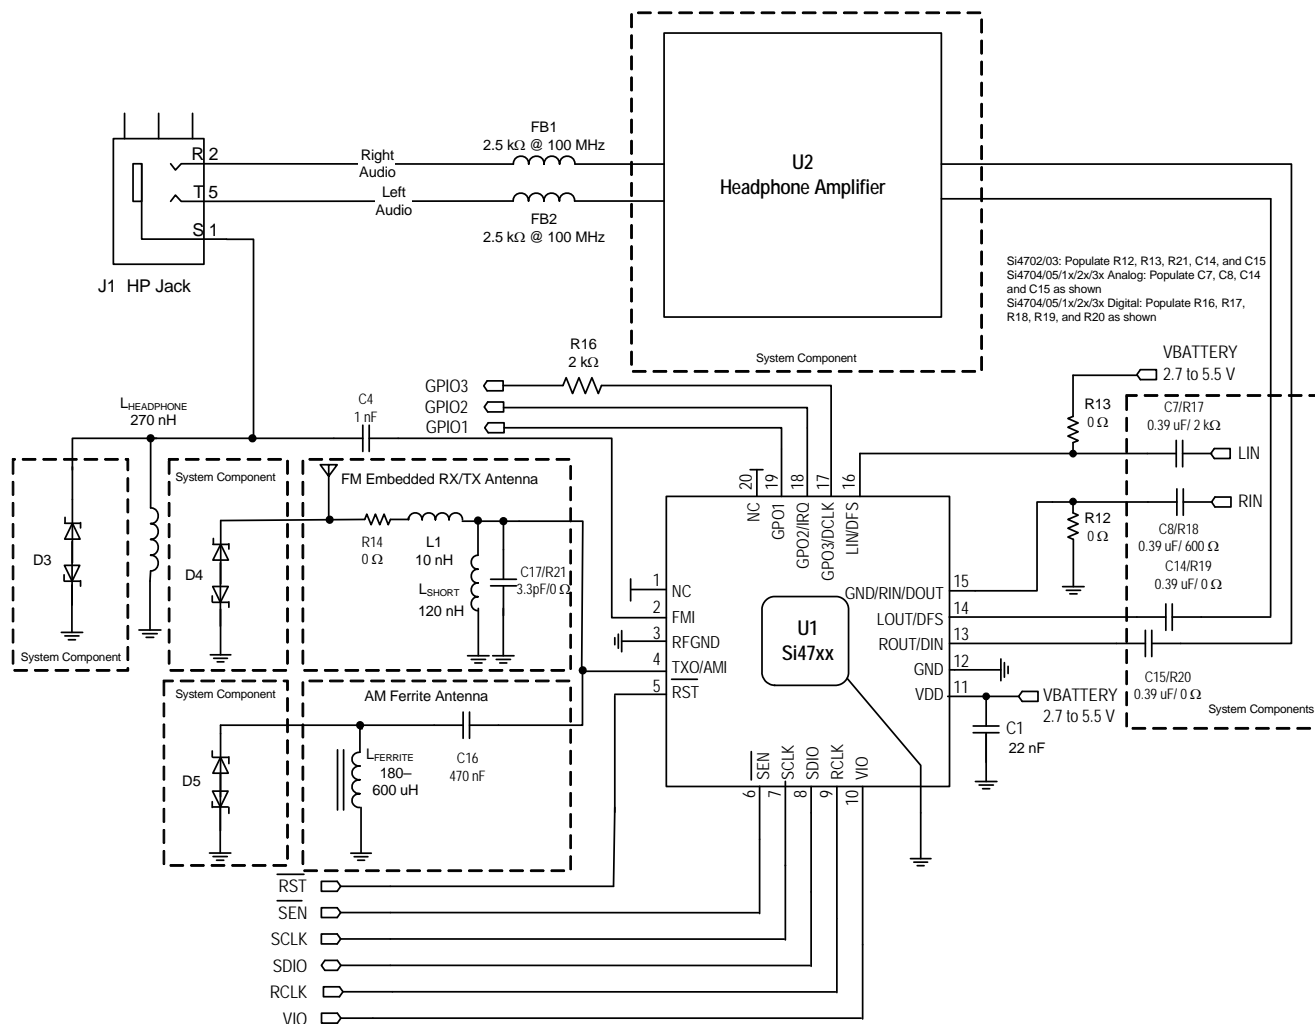 FB1
2.5 kΩ @ 100 MHz
R 2
Right
Audio
U2
Headphone Amplifier
T 5
Left
Audio
FB2
2.5 kΩ @ 100 MHz
S 1
J1 HP Jack
System Component
Si4702/03: Populate R12, R13, R21, C14, and C15
Si4704/05/1x/2x/3x Analog: Populate C7, C8, C14
and C15 as shown
Si4704/05/1x/2x/3x Digital: Populate R16, R17,
R18, R19, and R20 as shown
R16
2 kΩ
GPIO3
GPIO2
GPIO1
VBATTERY
2.7 to 5.5 V
R13
0 Ω
C7/R17
0.39 uF/ 2 kΩ
LIN
RIN
R12
0 Ω
C8/R18
0.39 uF/ 600 Ω
C14/R19
0.39 uF/ 0 Ω
C15/R20
0.39 uF/ 0 Ω
System Components
LHEADPHONE
270 nH
C4
1 nF
D3
System Component
System Component
D4
FM Embedded RX/TX Antenna
R14
0 Ω
L1
10 nH
LSHORT
120 nH
C17/R21
3.3pF/0 Ω
System Component
D5
AM Ferrite Antenna
LFERRITE
180–
600 uH
C16
470 nF
20
19
18
17
16
NC
GPO1
GPO2/IRQ
GPO3/DCLK
LIN/DFS
1
NC
2
FMI
3
RFGND
4
TXO/AMI
5
RST
U1
Si47xx
GND/RIN/DOUT
15
LOUT/DFS
14
ROUT/DIN
13
GND
12
VDD
11
VBATTERY
2.7 to 5.5 V
C1
22 nF
SEN
SCLK
SDIO
RCLK
VIO
6
7
8
9
10
RST
SEN
SCLK
SDIO
RCLK
VIO